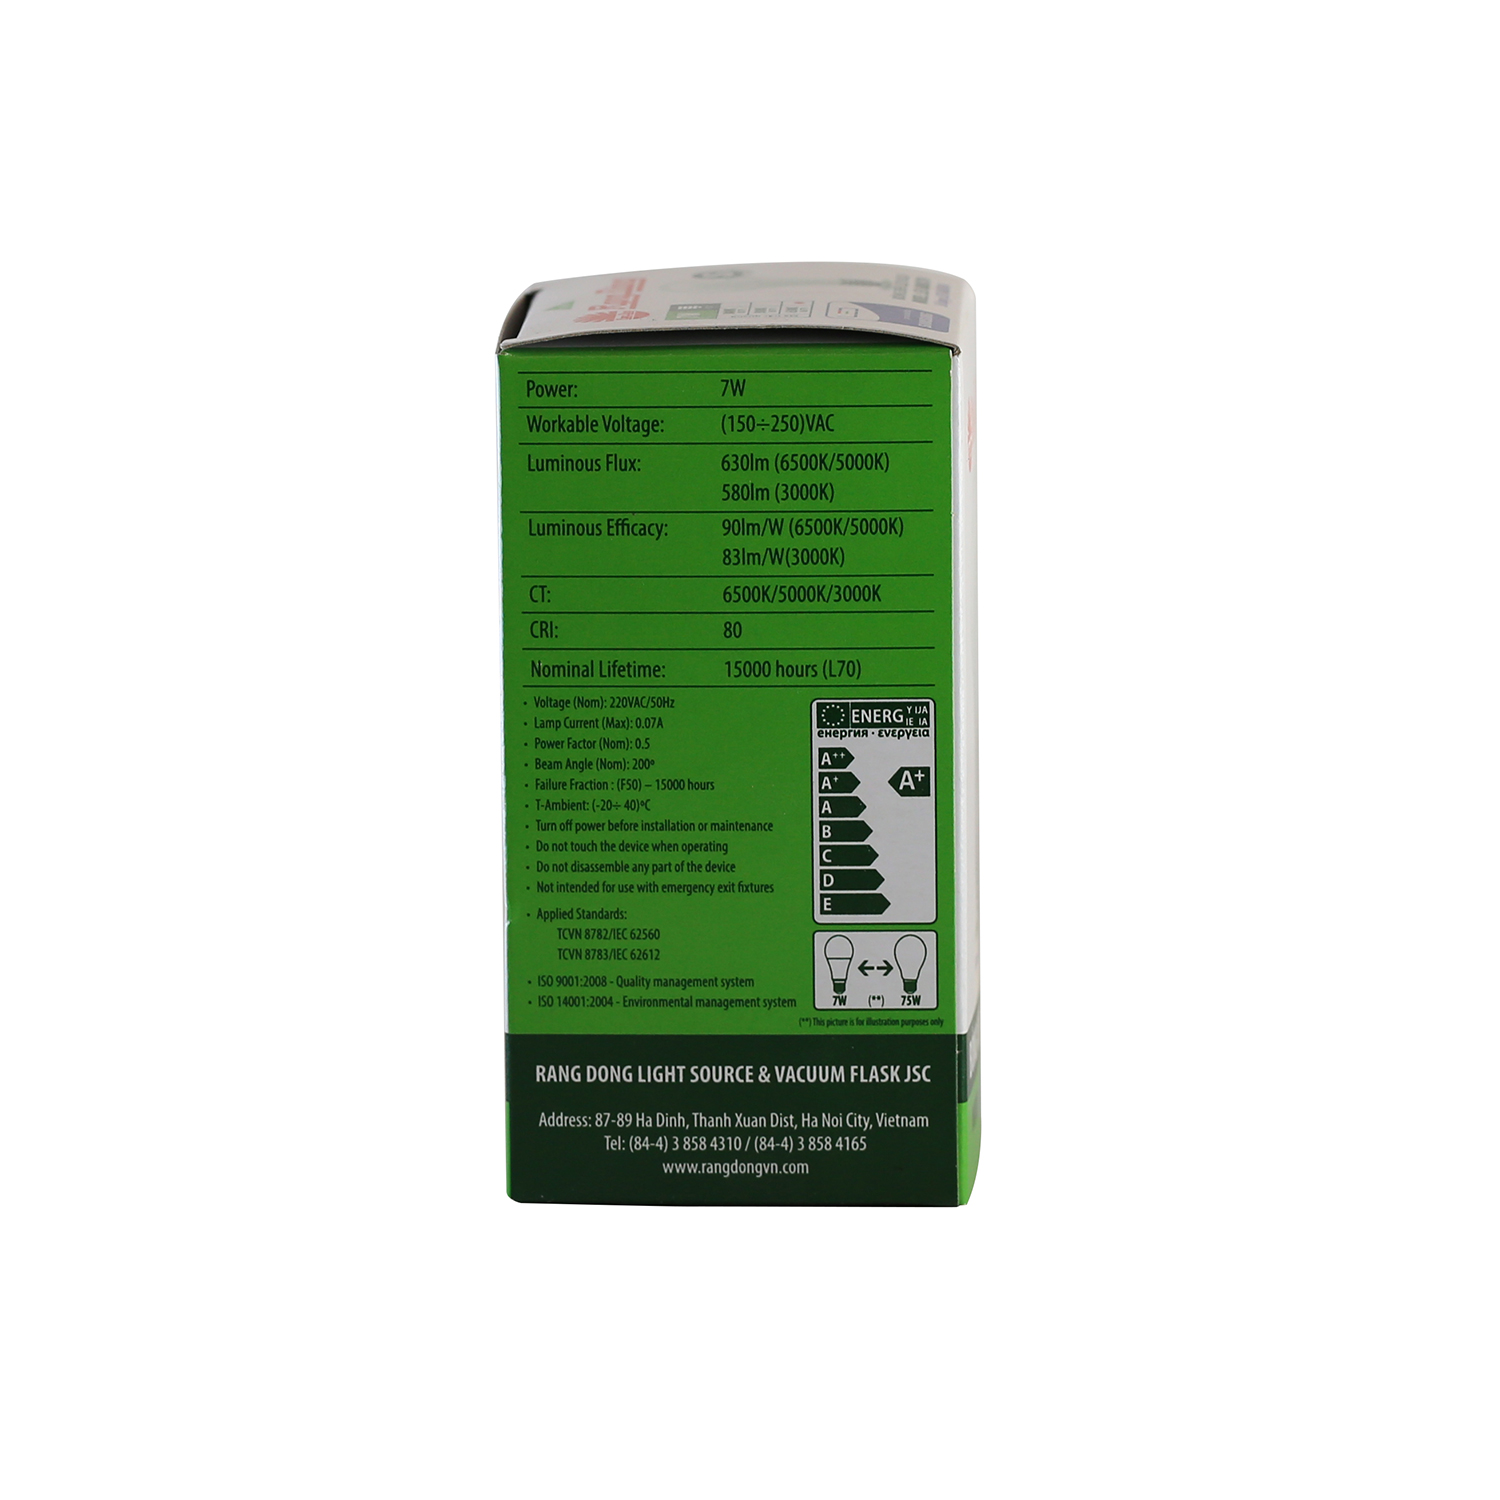 Power: 7W
Workable Voltage: (150÷250)VAC
Luminous Flux: 630lm (6500K/5000K)
580lm (3000K)
Luminous Efficacy: 90lm/W (6500K/5000K)
83lm/W(3000K)
CT: 6500K/5000K/3000K
CRI: 80
Nominal Lifetime: 15000 hours (L70)
• Voltage (Nom): 220VAC/50Hz
• Lamp Current (Max): 0.07A
• Power Factor (Nom): 0.5
• Beam Angle (Nom): 200º
• Failure Fraction : (F50) – 15000 hours
• T-Ambient: (-20÷ 40)ºC
• Turn off power before installation or maintenance
• Do not touch the device when operating
• Do not disassemble any part of the device
• Not intended for use with emergency exit fixtures
• Applied Standards:
TCVN 8782/IEC 62560
TCVN 8783/IEC 62612
• ISO 9001:2008 - Quality management system
• ISO 14001:2004 - Environmental management system
ENERG Y IJA
IE IA
енергия · ενεργεια
A++
A+ A+
A
B
C
D
E
7W (**) 75W
(**) This picture is for illustration purposes only
RANG DONG LIGHT SOURCE & VACUUM FLASK JSC
Address: 87-89 Ha Dinh, Thanh Xuan Dist, Ha Noi City, Vietnam
Tel: (84-4) 3 858 4310 / (84-4) 3 858 4165
www.rangdongvn.com